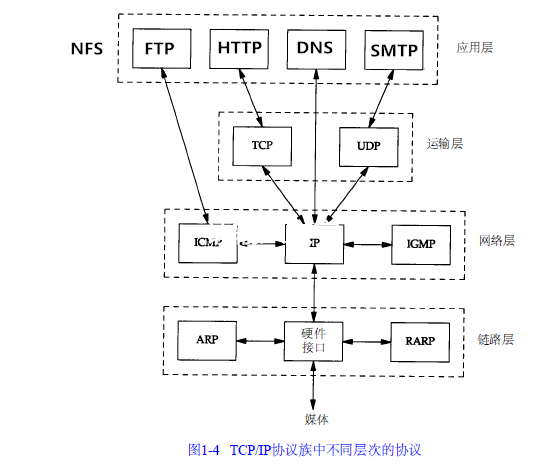 NFS FTP HTTP DNS SMTP 应用层
TCP UDP 运输层
ICMP IP IGMP 网络层
ARP 硬件 RARP 链路层
接口
媒体
图1-4 TCP/IP协议族中不同层次的协议